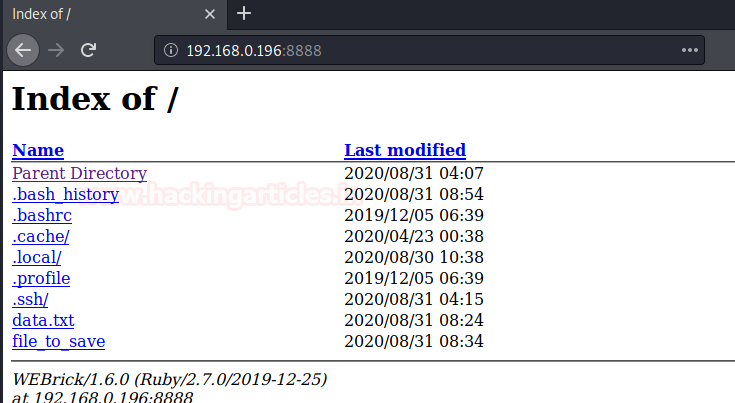 Index of /
192.168.0.196:8888
Index of /
Name Last modified
Parent Directory 2020/08/31 04:07
.bash_history 2020/08/31 08:54
.bashrc 2019/12/05 06:39
.cache/ 2020/04/23 00:38
.local/ 2020/08/30 10:38
.profile 2019/12/05 06:39
.ssh/ 2020/08/31 04:15
data.txt 2020/08/31 08:24
file_to_save 2020/08/31 08:34
WEBrick/1.6.0 (Ruby/2.7.0/2019-12-25)
at 192.168.0.196:8888